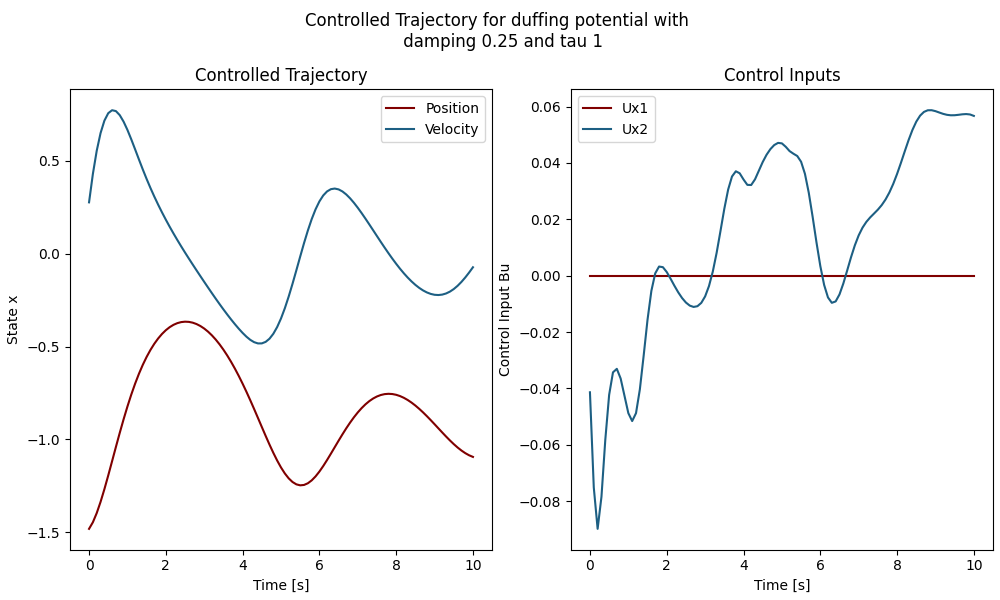 Controlled Trajectory for duffing potential with
damping 0.25 and tau 1
Controlled Trajectory
Position
Velocity
State x
0.5
0.0
−0.5
−1.0
−1.5
0 2 4 6 8 10
Time [s]
Control Inputs
Ux1
Ux2
Control Input Bu
0.06
0.04
0.02
0.00
−0.02
−0.04
−0.06
−0.08
0 2 4 6 8 10
Time [s]